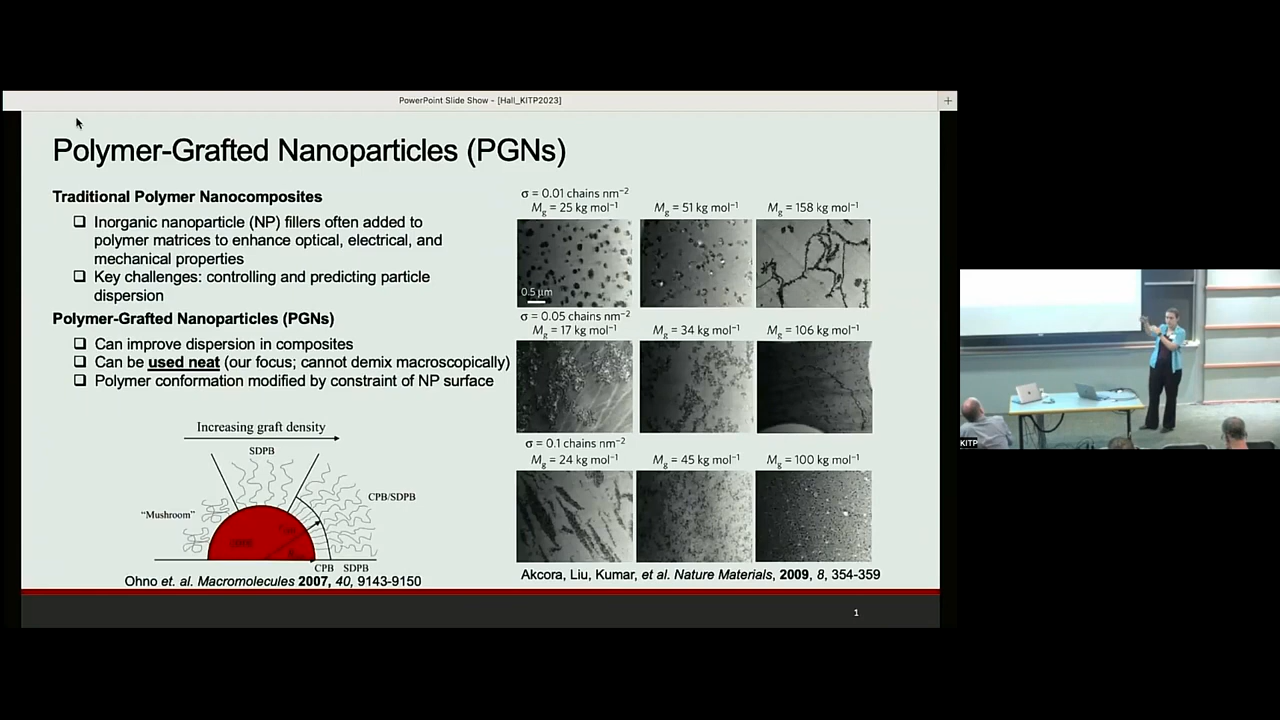 PowerPoint Slide Show - [Hall_KITP2023]
Polymer-Grafted Nanoparticles (PGNs)
Traditional Polymer Nanocomposites
Inorganic nanoparticle (NP) fillers often added to
polymer matrices to enhance optical, electrical, and
mechanical properties
Key challenges: controlling and predicting particle
dispersion
Polymer-Grafted Nanoparticles (PGNs)
Can improve dispersion in composites
Can be used neat (our focus; cannot demix macroscopically)
Polymer conformation modified by constraint of NP surface
Increasing graft density
SDPB
"Mushroom"
CPB/SDPB
CPB SDPB
Ohno et. al. Macromolecules 2007, 40, 9143-9150
σ = 0.01 chains nm⁻²
Mg = 25 kg mol⁻¹ Mg = 51 kg mol⁻¹ Mg = 158 kg mol⁻¹
0.5 µm
σ = 0.05 chains nm⁻²
Mg = 17 kg mol⁻¹ Mg = 34 kg mol⁻¹ Mg = 106 kg mol⁻¹
σ = 0.1 chains nm⁻²
Mg = 24 kg mol⁻¹ Mg = 45 kg mol⁻¹ Mg = 100 kg mol⁻¹
Akcora, Liu, Kumar, et al. Nature Materials, 2009, 8, 354-359
1
KITP